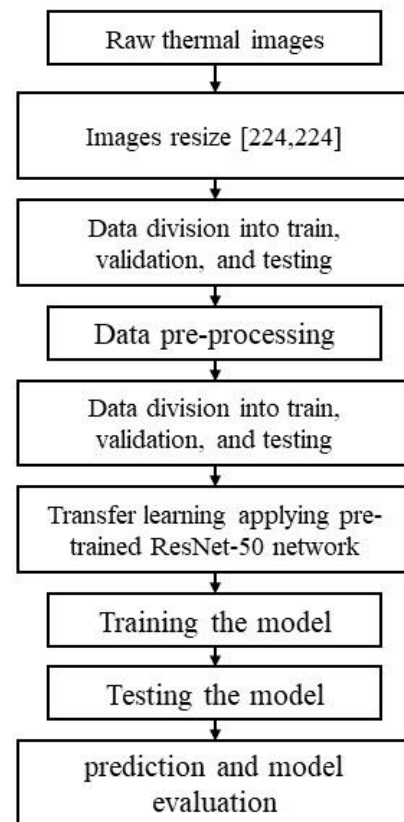 Raw thermal images
Images resize [224,224]
Data division into train,
validation, and testing
Data pre-processing
Data division into train,
validation, and testing
Transfer learning applying pre-
trained ResNet-50 network
Training the model
Testing the model
prediction and model
evaluation